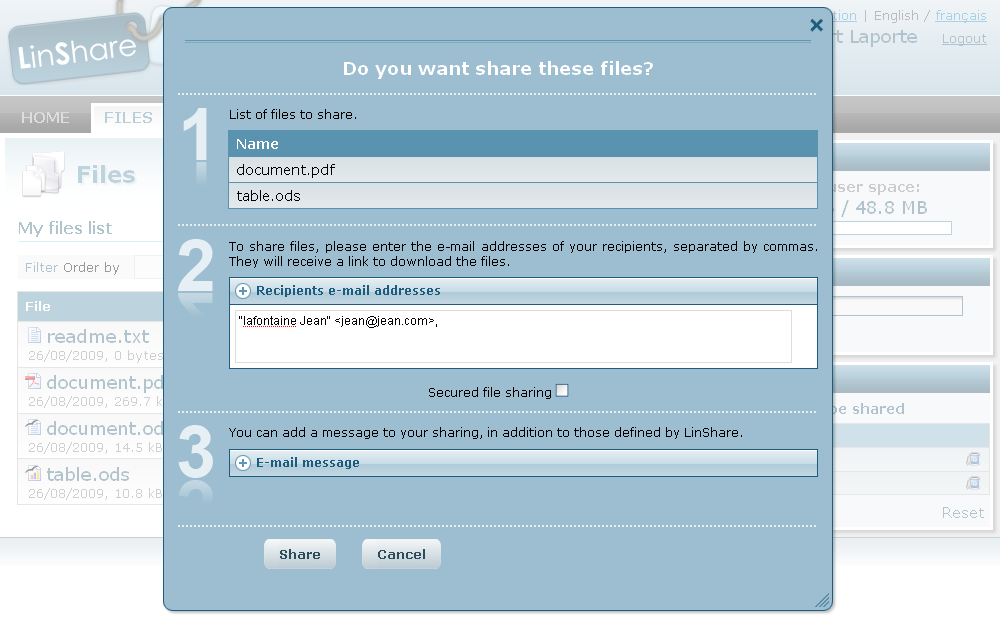 LinShare
English / français
Laporte
Logout
HOME
FILES
Files
My files list
Filter Order by
File
readme.txt
26/08/2009, 0 bytes
document.pd
26/08/2009, 269.7 k
document.od
26/08/2009, 14.5 kB
table.ods
26/08/2009, 10.8 kB
Do you want share these files?
1
List of files to share.
Name
document.pdf
table.ods
2
To share files, please enter the e-mail addresses of your recipients, separated by commas.
They will receive a link to download the files.
Recipients e-mail addresses
"lafontaine Jean" <jean@jean.com>,
Secured file sharing
3
You can add a message to your sharing, in addition to those defined by LinShare.
E-mail message
Share
Cancel
user space:
/ 48.8 MB
be shared
Reset